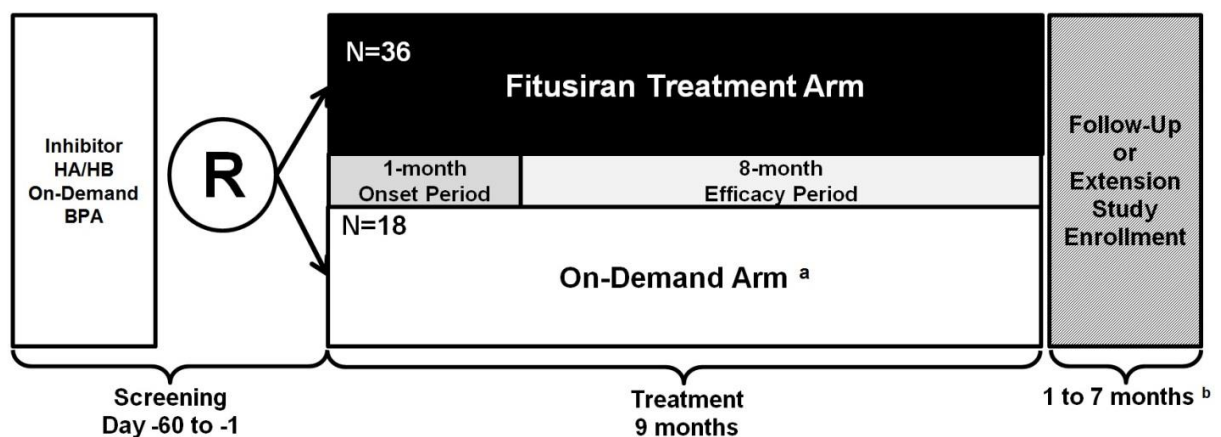 Inhibitor
HA/HB
On-Demand
BPA
R
N=36
Fitusiran Treatment Arm
1-month
Onset Period
8-month
Efficacy Period
N=18
On-Demand Arm a
Follow-Up
or
Extension
Study
Enrollment
Screening
Day -60 to -1
Treatment
9 months
1 to 7 months b